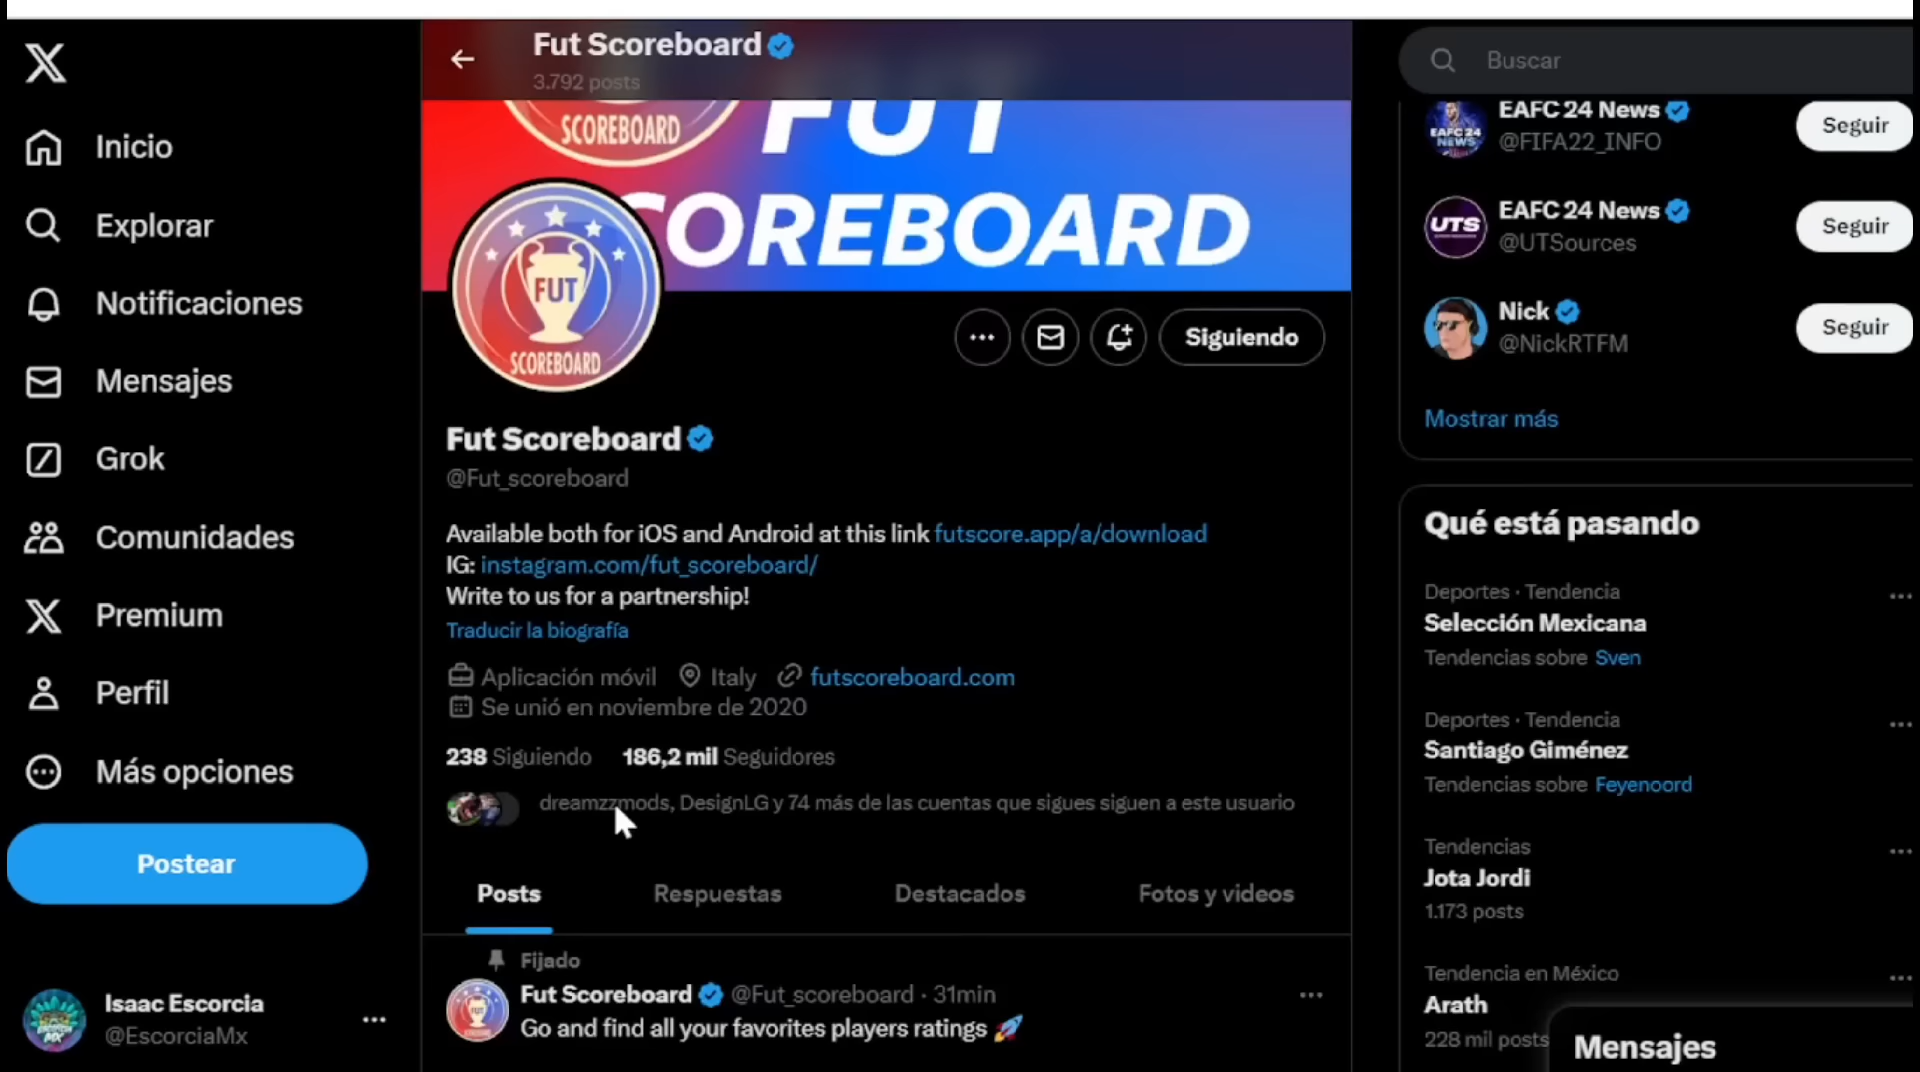 Inicio
Explorar
Notificaciones
Mensajes
Grok
Comunidades
Premium
Perfil
Más opciones
Postear
Isaac Escorcia
@EscorciaMx
Fut Scoreboard
3.792 posts
SCOREBOARD
FUT
COREBOARD
FUT
SCOREBOARD
Siguiendo
Fut Scoreboard
@Fut_scoreboard
Available both for iOS and Android at this link futscore.app/a/download
IG: instagram.com/fut_scoreboard/
Write to us for a partnership!
Traducir la biografía
Aplicación móvil Italy futscoreboard.com
Se unió en noviembre de 2020
238 Siguiendo 186,2 mil Seguidores
dreamzzmods, DesignLG y 74 más de las cuentas que sigues siguen a este usuario
Posts Respuestas Destacados Fotos y videos
Fijado
Fut Scoreboard @Fut_scoreboard · 31min
Go and find all your favorites players ratings 🚀
Buscar
EAFC 24 News
@FIFA22_INFO
Seguir
EAFC 24
NEWS
EAFC 24 News
@UTSources
Seguir
UTS
Nick
@NickRTFM
Seguir
Mostrar más
Qué está pasando
Deportes · Tendencia
Selección Mexicana
Tendencias sobre Sven
Deportes · Tendencia
Santiago Giménez
Tendencias sobre Feyenoord
Tendencias
Jota Jordi
1.173 posts
Tendencia en México
Arath
228 mil posts
Mensajes